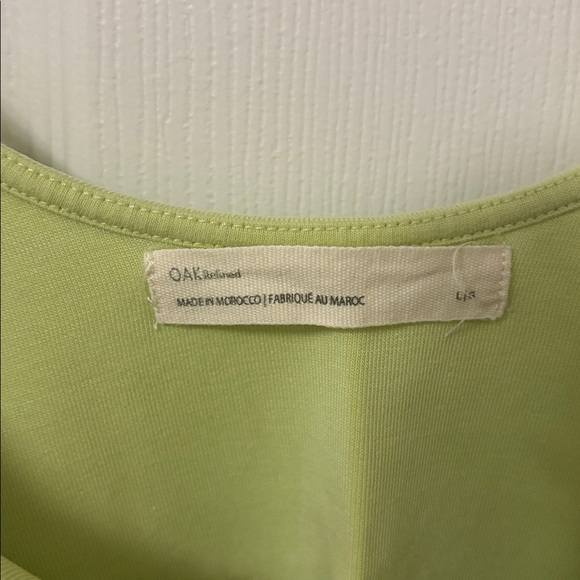 OAK Refined
MADE IN MOROCCO | FABRIQUÉ AU MAROC